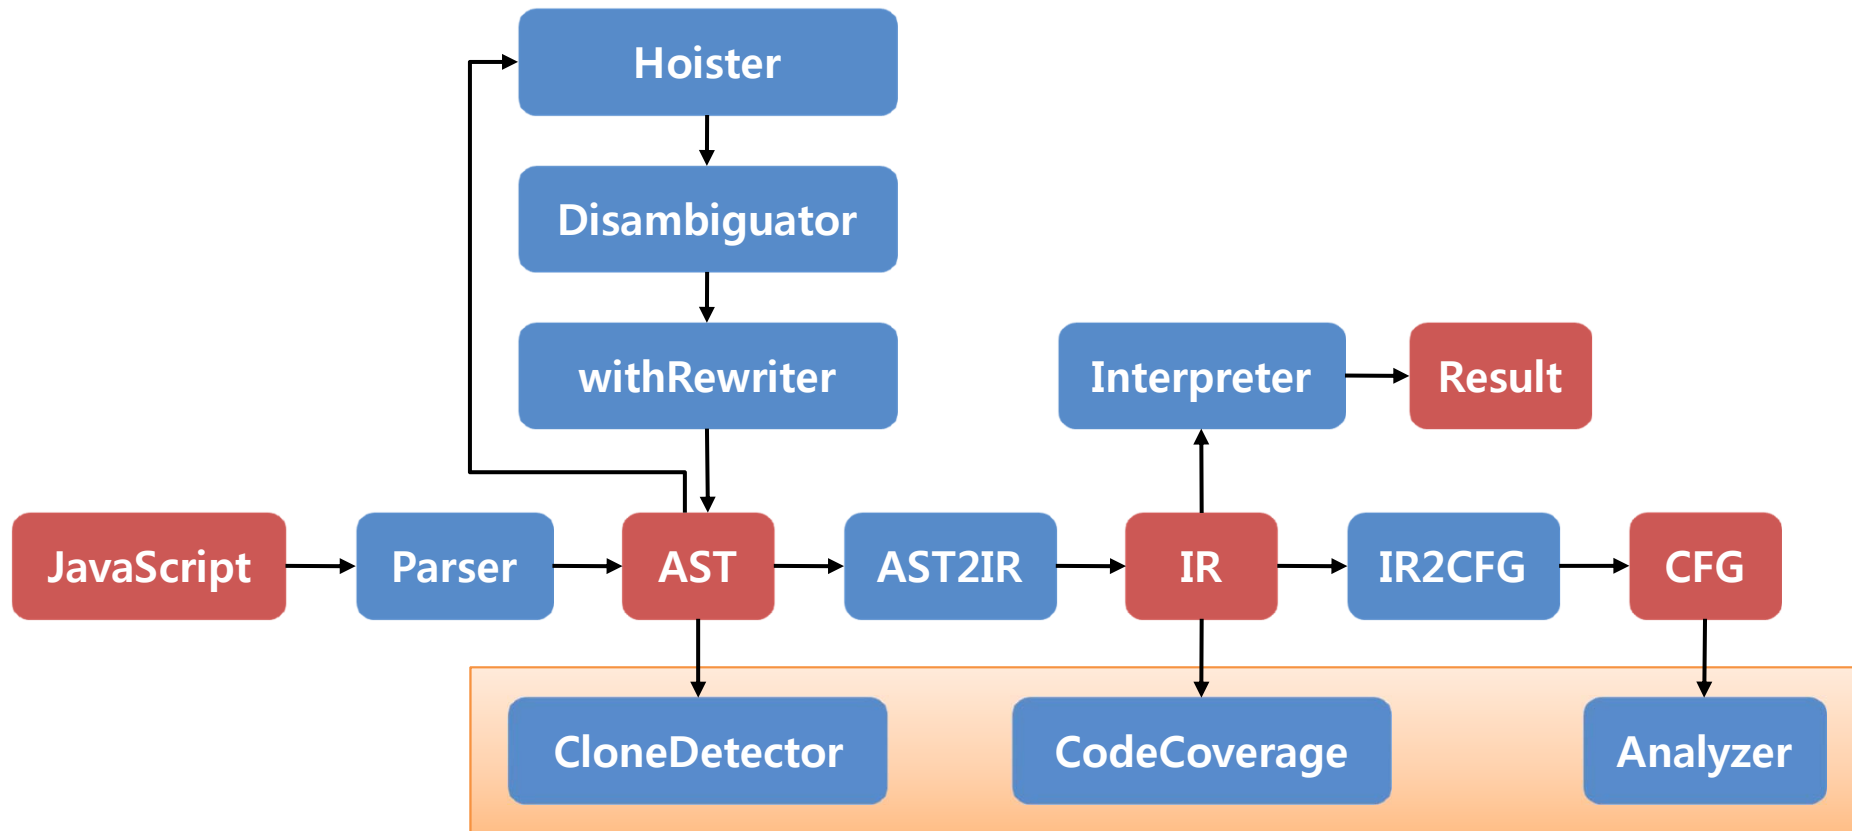 Hoister
Disambiguator
withRewriter
Interpreter
Result
JavaScript
Parser
AST
AST2IR
IR
IR2CFG
CFG
CloneDetector
CodeCoverage
Analyzer